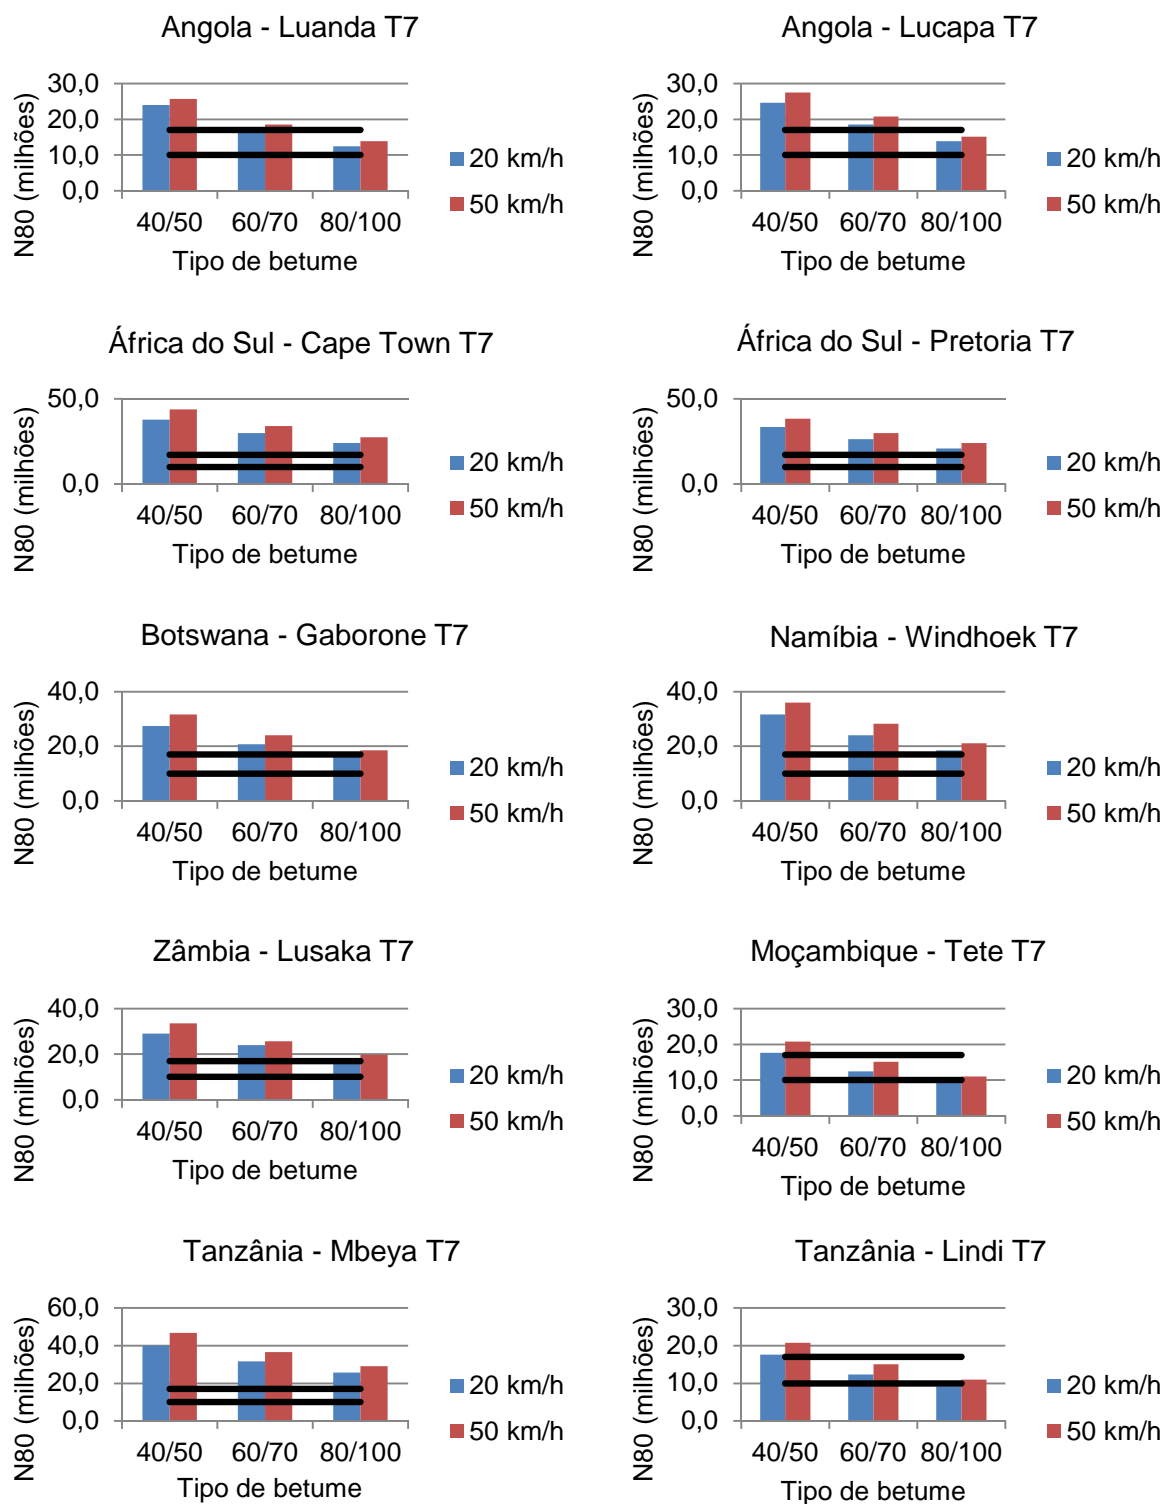 Angola - Luanda T7
N80 (milhões)
30,0
20,0
10,0
0,0
40/50 60/70 80/100
Tipo de betume
20 km/h
50 km/h
Angola - Lucapa T7
N80 (milhões)
30,0
20,0
10,0
0,0
40/50 60/70 80/100
Tipo de betume
20 km/h
50 km/h
África do Sul - Cape Town T7
N80 (milhões)
50,0
0,0
40/50 60/70 80/100
Tipo de betume
20 km/h
50 km/h
África do Sul - Pretoria T7
N80 (milhões)
50,0
0,0
40/50 60/70 80/100
Tipo de betume
20 km/h
50 km/h
Botswana - Gaborone T7
N80 (milhões)
40,0
20,0
0,0
40/50 60/70 80/100
Tipo de betume
20 km/h
50 km/h
Namíbia - Windhoek T7
N80 (milhões)
40,0
20,0
0,0
40/50 60/70 80/100
Tipo de betume
20 km/h
50 km/h
Zâmbia - Lusaka T7
N80 (milhões)
40,0
20,0
0,0
40/50 60/70 80/100
Tipo de betume
20 km/h
50 km/h
Moçambique - Tete T7
N80 (milhões)
30,0
20,0
10,0
0,0
40/50 60/70 80/100
Tipo de betume
20 km/h
50 km/h
Tanzânia - Mbeya T7
N80 (milhões)
60,0
40,0
20,0
0,0
40/50 60/70 80/100
Tipo de betume
20 km/h
50 km/h
Tanzânia - Lindi T7
N80 (milhões)
30,0
20,0
10,0
0,0
40/50 60/70 80/100
Tipo de betume
20 km/h
50 km/h